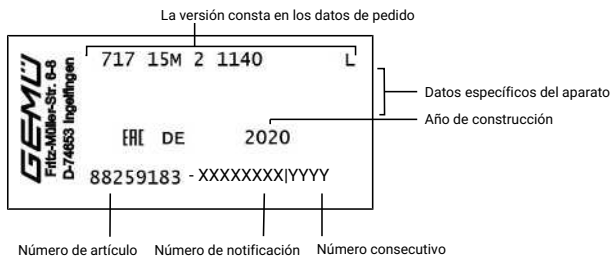 La versión consta en los datos de pedido
GEMÜ
Fritz-Müller-Str. 6-8
D-74653 Ingelfingen
717 15M 2 1140 L
Datos específicos del aparato
Año de construcción
EAC DE 2020
88259183 - XXXXXXXX|YYYY
Número de artículo Número de notificación Número consecutivo